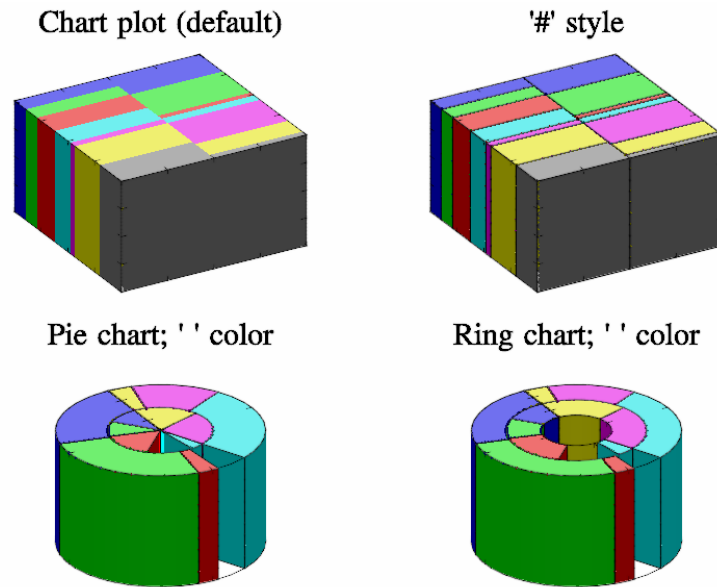 Chart plot (default)
'#' style
Pie chart; ' ' color
Ring chart; ' ' color